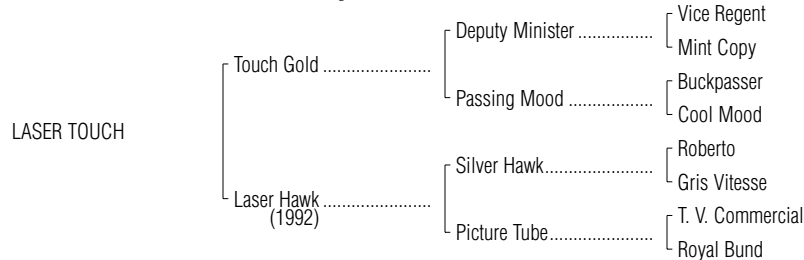 Vice Regent
Deputy Minister ................
Mint Copy
Touch Gold .......................
Buckpasser
Passing Mood ..................
Cool Mood
LASER TOUCH
Roberto
Silver Hawk.......................
Gris Vitesse
Laser Hawk .......................
(1992)
T. V. Commercial
Picture Tube......................
Royal Bund